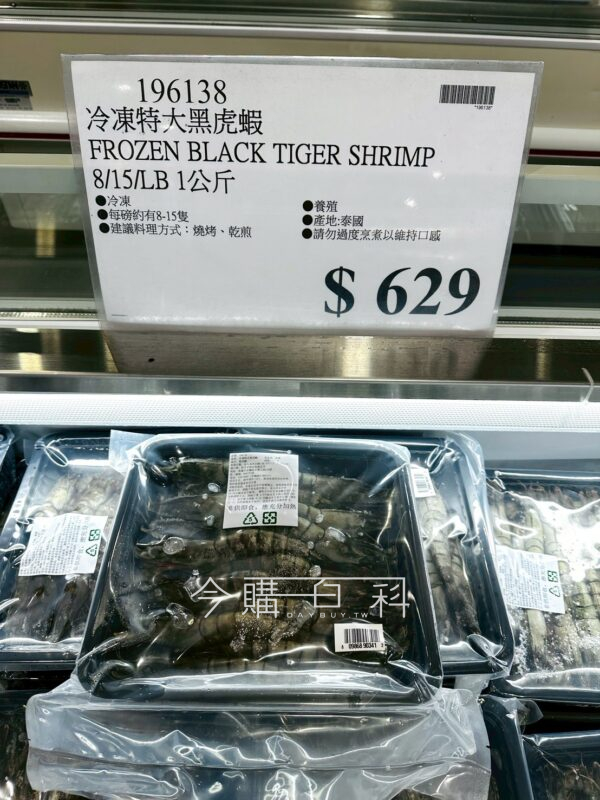 196138
冷凍特大黑虎蝦
FROZEN BLACK TIGER SHRIMP
8/15/LB 1公斤
●冷凍
●每磅約有8-15隻
●建議料理方式：燒烤、乾煎
●養殖
●產地:泰國
●請勿過度烹煮以維持口感
$ 629
"196138"
今購百科
DAYBUY.TW